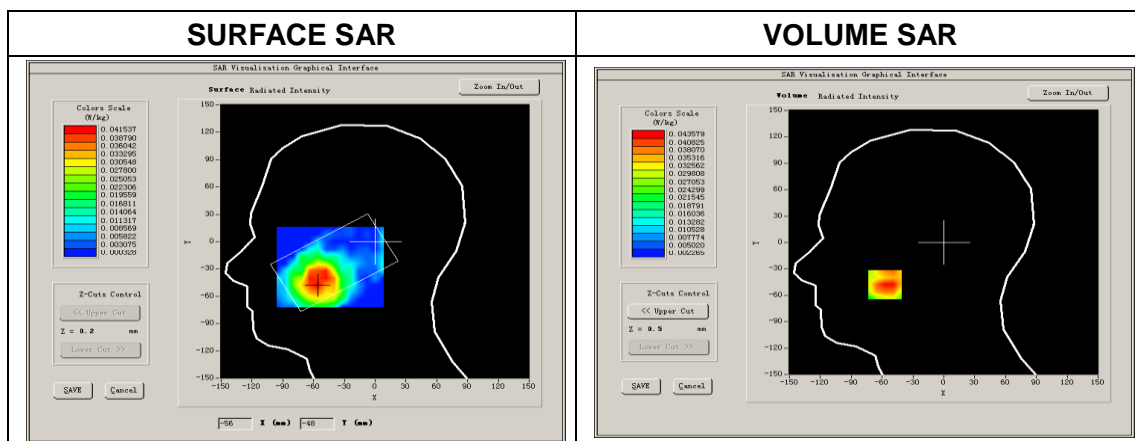 SURFACE SAR
VOLUME SAR
SAR Visualisation Graphical Interface
Surface Radiated Intensity
Zoom In/Out
Colors Scale
(W/kg)
0.041537
0.038790
0.036042
0.033295
0.030548
0.027800
0.025053
0.022306
0.019559
0.016811
0.014064
0.011317
0.008569
0.005822
0.003075
0.000328
150
120
90
60
30
0
-30
-60
-90
-120
-150
Y
-150 -120 -90 -60 -30 0 30 60 90 120 150
X
Z-Cuts Control
<< Upper Cut
Z = 0.2 mm
Lower Cut >>
SAVE
Cancel
-56 X (mm) -48 Y (mm)
SAR Visualisation Graphical Interface
Volume Radiated Intensity
Zoom In/Out
Colors Scale
(W/kg)
0.043579
0.040825
0.038070
0.035316
0.032562
0.029808
0.027053
0.024299
0.021545
0.018791
0.016036
0.013282
0.010528
0.007774
0.005020
0.002265
150
120
90
60
30
0
-30
-60
-90
-120
-150
Y
-150 -120 -90 -60 -30 0 30 60 90 120 150
X
Z-Cuts Control
<< Upper Cut
Z = 0.5 mm
Lower Cut >>
SAVE
Cancel